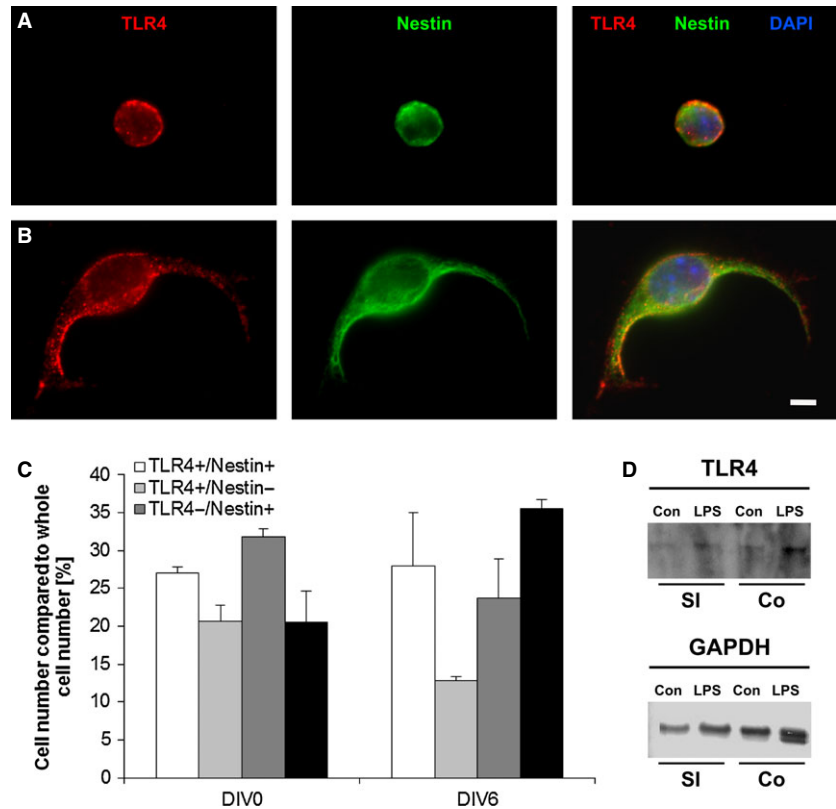 A
TLR4
Nestin
TLR4 Nestin DAPI
B
C
TLR4+/Nestin+
TLR4+/Nestin–
TLR4–/Nestin+
Cell number compared to whole
cell number [%]
40
35
30
25
20
15
10
5
0
DIV0
DIV6
D
TLR4
Con LPS Con LPS
SI Co
GAPDH
Con LPS Con LPS
SI Co